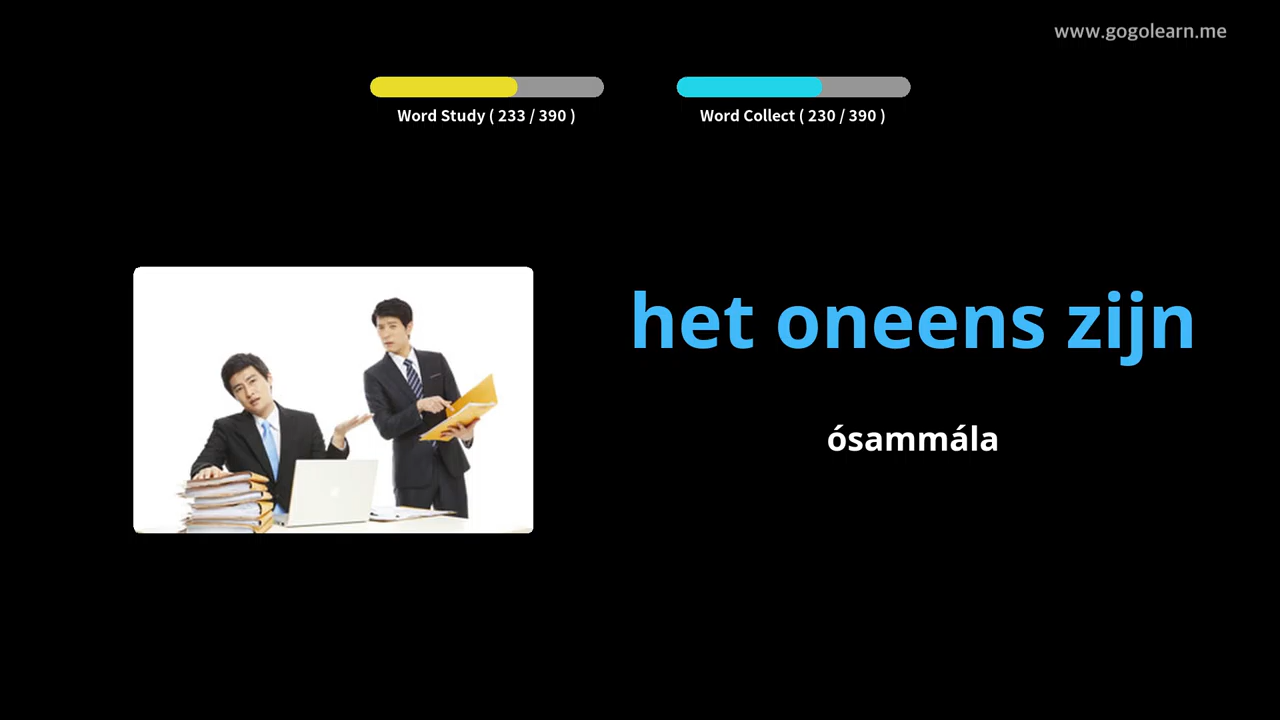 www.gogolearn.me
Word Study ( 233 / 390 )
Word Collect ( 230 / 390 )
het oneens zijn
ósammála